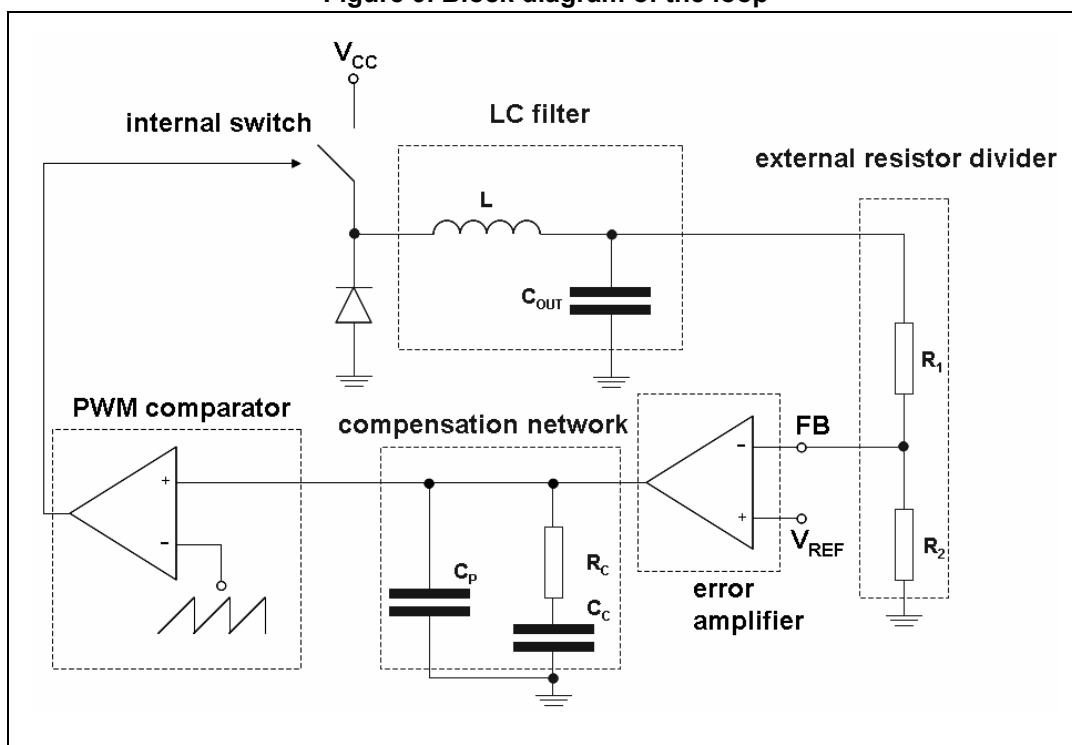 Figure 9. Block diagram of the loop
VCC
internal switch
LC filter
external resistor divider
L
COUT
R1
PWM comparator
compensation network
FB
-
+
+
-
VREF
R2
CP
RC
CC
error
amplifier